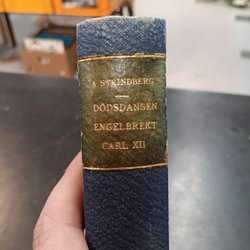 A STRINDBERG
DÖDSDANSEN
ENGELBREKT
CARL XII